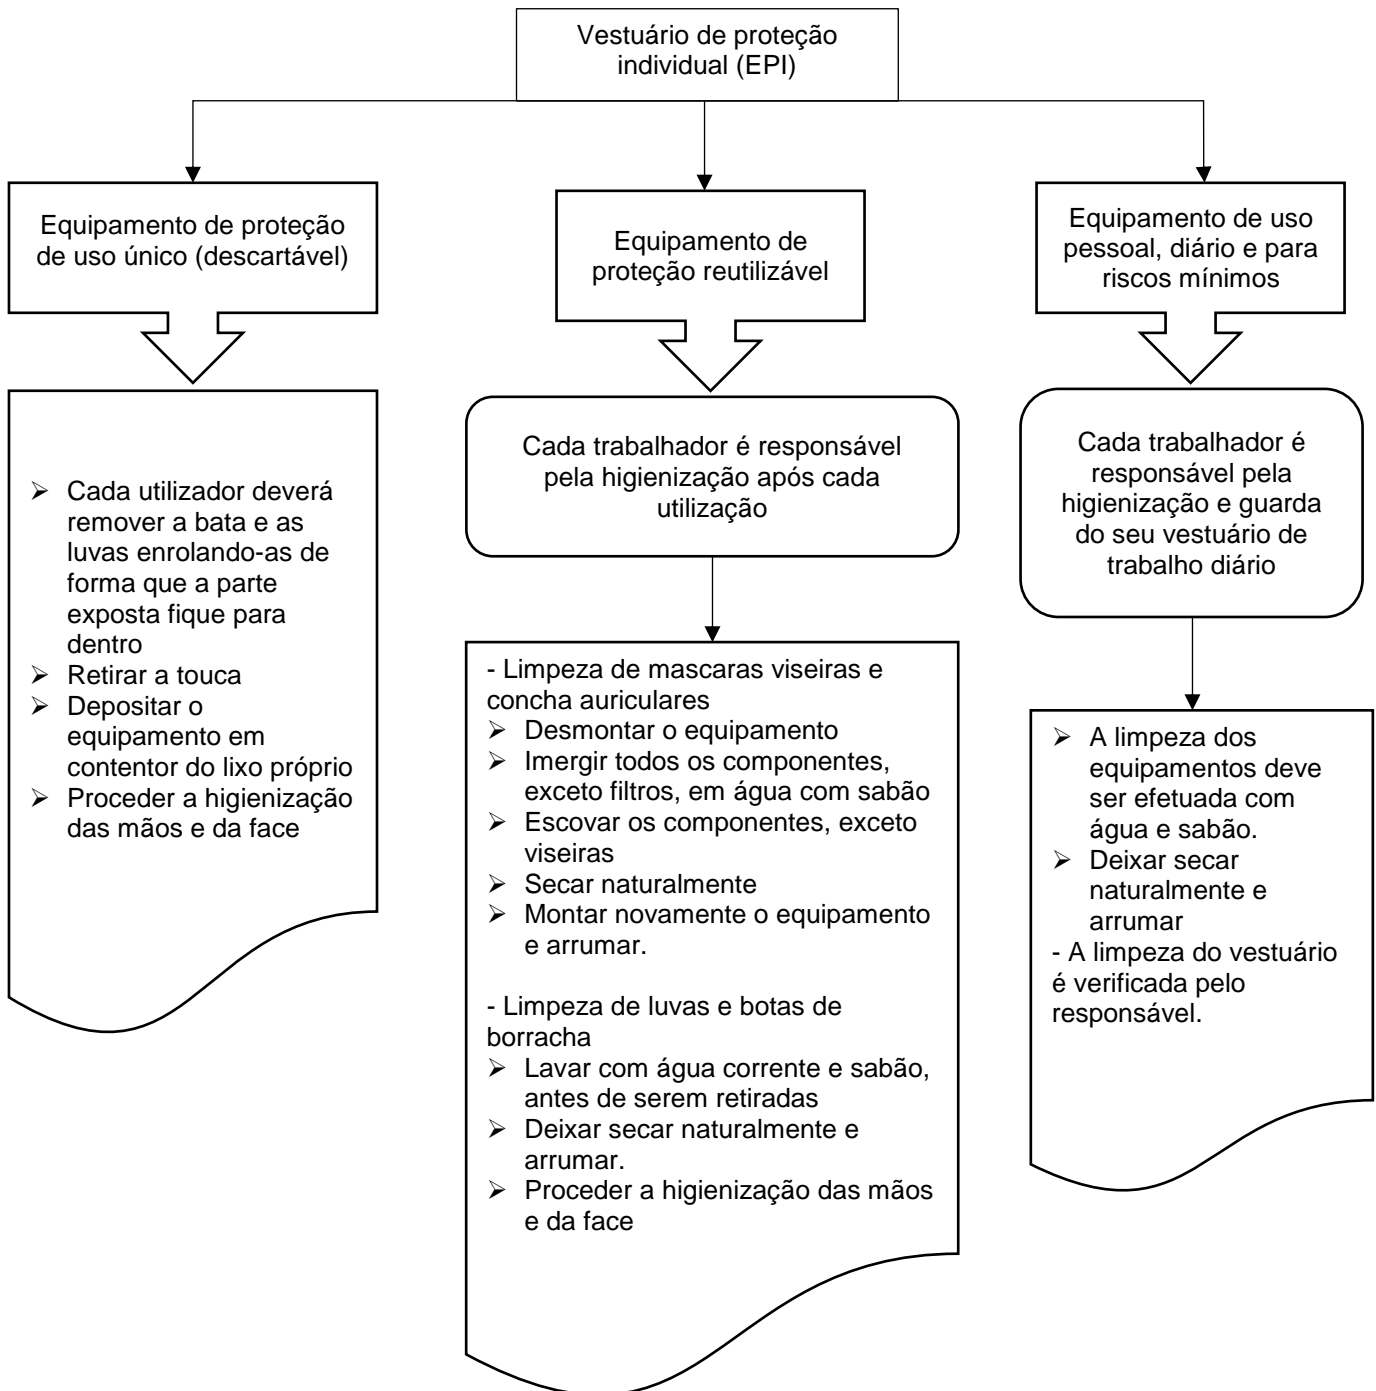 Vestuário de proteção
individual (EPI)
Equipamento de proteção
de uso único (descartável)
Equipamento de
proteção reutilizável
Equipamento de uso
pessoal, diário e para
riscos mínimos
➢ Cada utilizador deverá
remover a bata e as
luvas enrolando-as de
forma que a parte
exposta fique para
dentro
➢ Retirar a touca
➢ Depositar o
equipamento em
contentor do lixo próprio
➢ Proceder a higienização
das mãos e da face
Cada trabalhador é responsável
pela higienização após cada
utilização
- Limpeza de mascaras viseiras e
concha auriculares
➢ Desmontar o equipamento
➢ Imergir todos os componentes,
exceto filtros, em água com sabão
➢ Escovar os componentes, exceto
viseiras
➢ Secar naturalmente
➢ Montar novamente o equipamento
e arrumar.
- Limpeza de luvas e botas de
borracha
➢ Lavar com água corrente e sabão,
antes de serem retiradas
➢ Deixar secar naturalmente e
arrumar.
➢ Proceder a higienização das mãos
e da face
Cada trabalhador é
responsável pela
higienização e guarda
do seu vestuário de
trabalho diário
➢ A limpeza dos
equipamentos deve
ser efetuada com
água e sabão.
➢ Deixar secar
naturalmente e
arrumar
- A limpeza do vestuário
é verificada pelo
responsável.